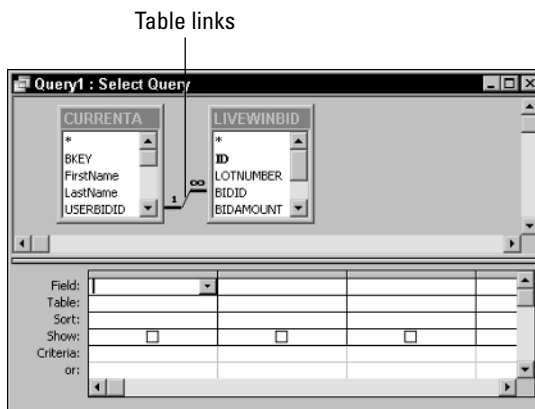 Table links
Query1 : Select Query
CURRENTA
*
BKEY
FirstName
LastName
USERBIDID
1
∞
LIVEWINBID
*
ID
LOTNUMBER
BIDID
BIDAMOUNT
Field:
Table:
Sort:
Show:
Criteria:
or: